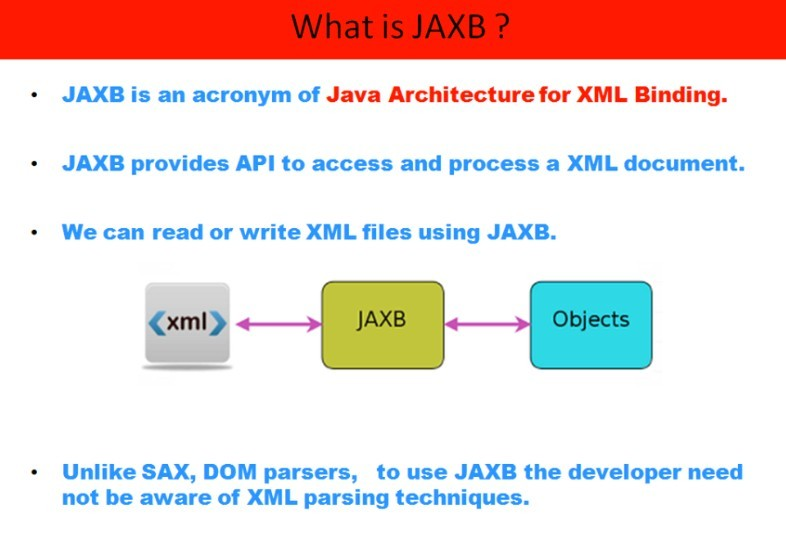 What is JAXB ?
• JAXB is an acronym of Java Architecture for XML Binding.
• JAXB provides API to access and process a XML document.
• We can read or write XML files using JAXB.
<xml>
JAXB
Objects
• Unlike SAX, DOM parsers, to use JAXB the developer need
not be aware of XML parsing techniques.